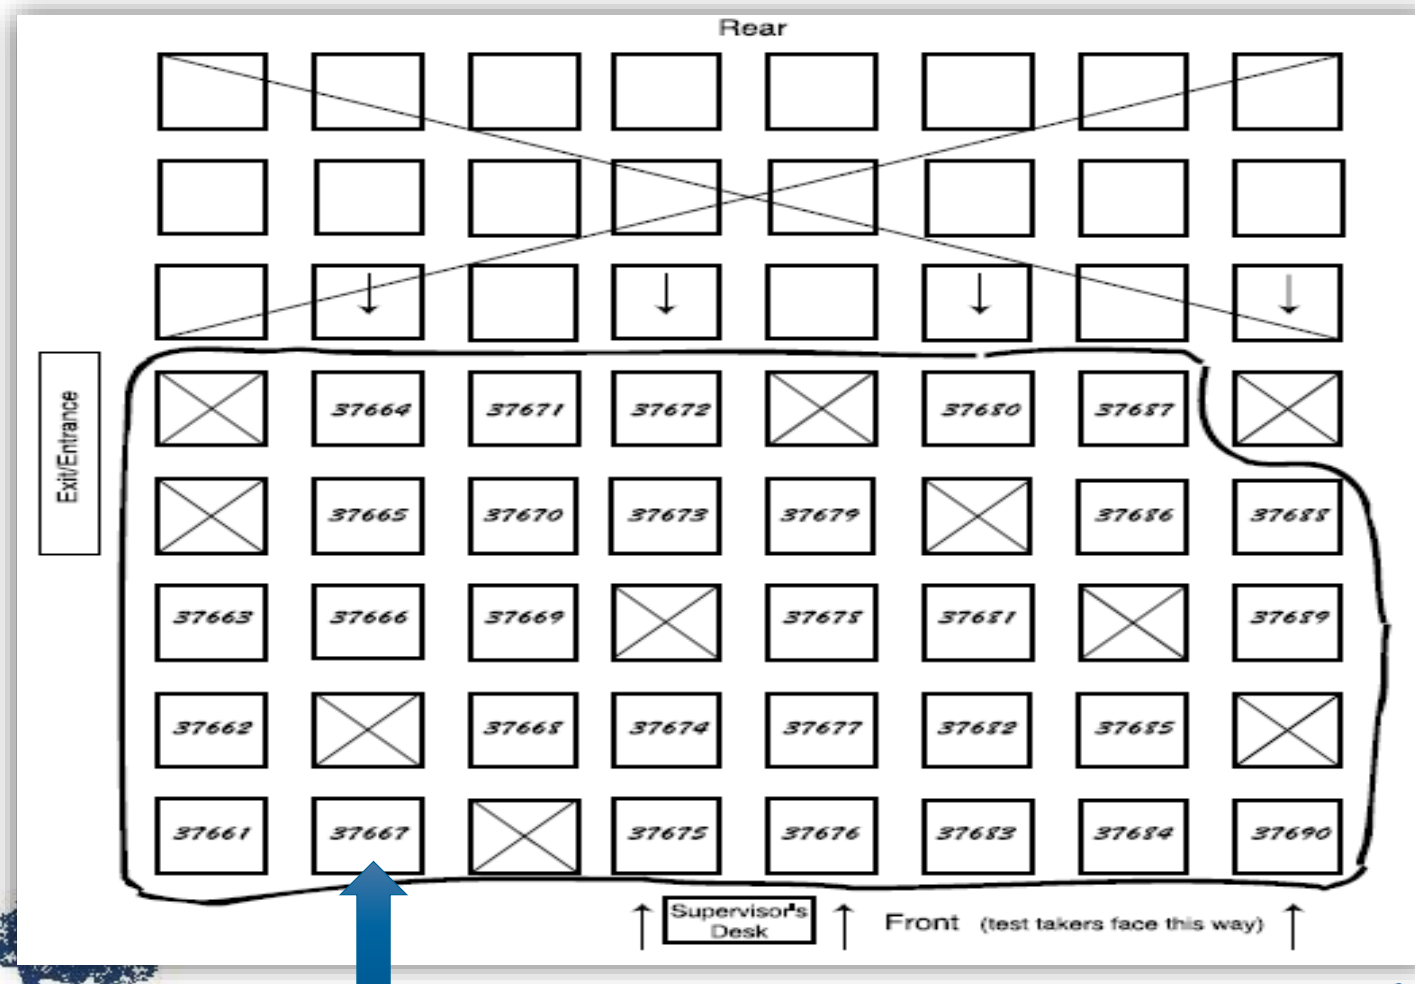 Rear
Exit/Entrance
37664 37671 37672 37680 37687
37665 37670 37673 37679 37686 37688
37663 37666 37669 37678 37681 37689
37662 37668 37674 37677 37682 37685
37661 37667 37675 37676 37683 37684 37690
Supervisor's
Desk
Front (test takers face this way)